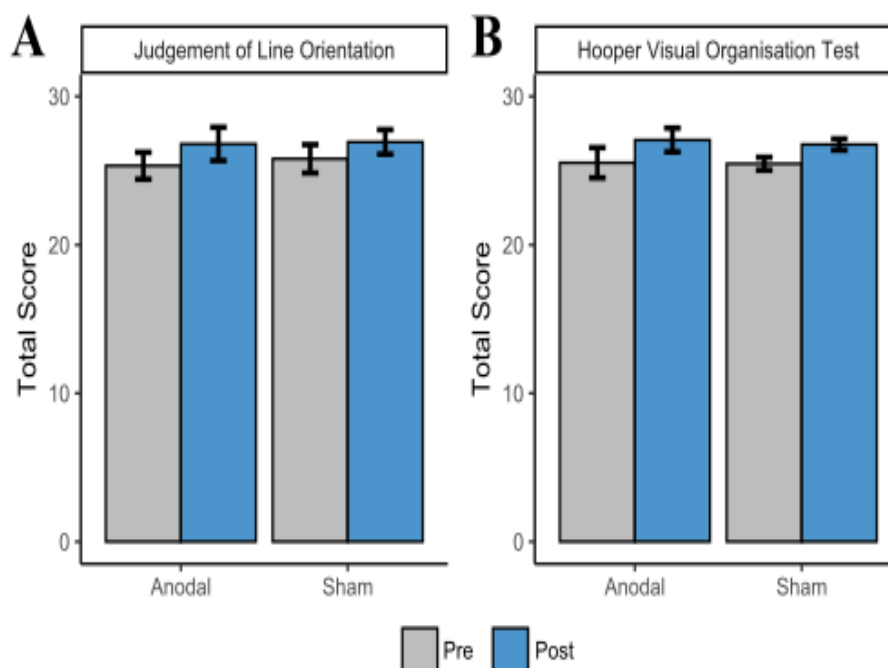 A
Judgement of Line Orientation
30
20
10
0
Total Score
Anodal
Sham
B
Hooper Visual Organisation Test
30
20
10
0
Total Score
Anodal
Sham
Pre
Post